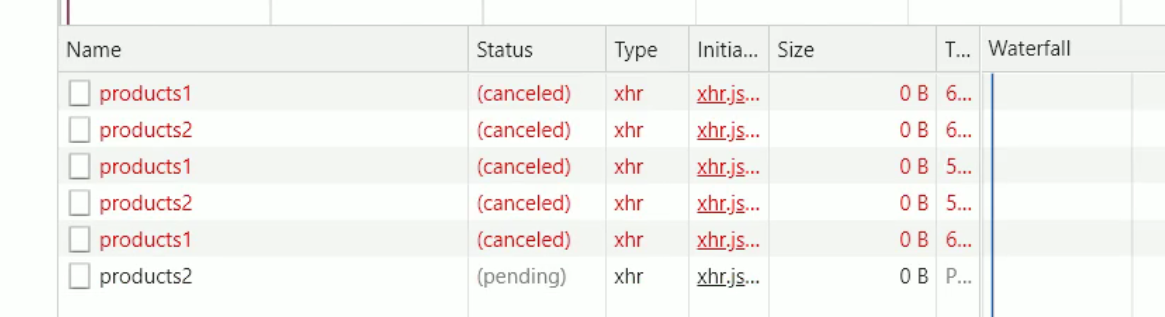 Name Status Type Initia... Size T... Waterfall
products1 (canceled) xhr xhr.js... 0 B 6...
products2 (canceled) xhr xhr.js... 0 B 6...
products1 (canceled) xhr xhr.js... 0 B 5...
products2 (canceled) xhr xhr.js... 0 B 5...
products1 (canceled) xhr xhr.js... 0 B 6...
products2 (pending) xhr xhr.js... 0 B P...